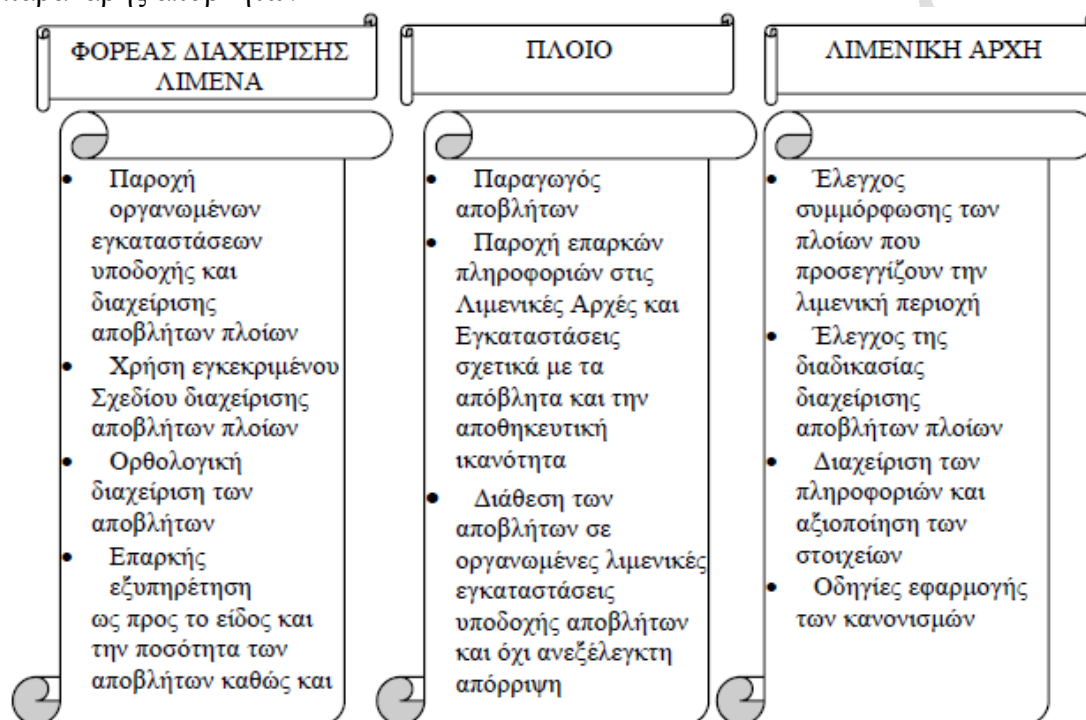 ΦΟΡΕΑΣ ΔΙΑΧΕΙΡΙΣΗΣ
ΛΙΜΕΝΑ
• Παροχή
οργανωμένων
εγκαταστάσεων
υποδοχής και
διαχείρισης
αποβλήτων πλοίων
• Χρήση εγκεκριμένου
Σχεδίου διαχείρισης
αποβλήτων πλοίων
• Ορθολογική
διαχείριση των
αποβλήτων
• Επαρκής
εξυπηρέτηση
ως προς το είδος και
την ποσότητα των
αποβλήτων καθώς και
ΠΛΟΙΟ
• Παραγωγός
αποβλήτων
• Παροχή επαρκών
πληροφοριών στις
Λιμενικές Αρχές και
Εγκαταστάσεις
σχετικά με τα
απόβλητα και την
αποθηκευτική
ικανότητα
• Διάθεση των
αποβλήτων σε
οργανωμένες λιμενικές
εγκαταστάσεις
υποδοχής αποβλήτων
και όχι ανεξέλεγκτη
απόρριψη
ΛΙΜΕΝΙΚΗ ΑΡΧΗ
• Έλεγχος
συμμόρφωσης των
πλοίων που
προσεγγίζουν την
λιμενική περιοχή
• Έλεγχος της
διαδικασίας
διαχείρισης
αποβλήτων πλοίων
• Διαχείριση των
πληροφοριών και
αξιοποίηση των
στοιχείων
• Οδηγίες εφαρμογής
των κανονισμών